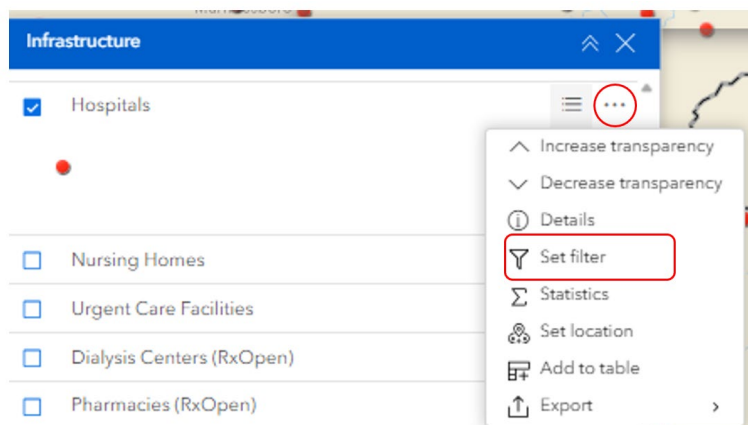 Infrastructure
Hospitals
Increase transparency
Decrease transparency
Details
Set filter
Statistics
Set location
Add to table
Export
Nursing Homes
Urgent Care Facilities
Dialysis Centers (RxOpen)
Pharmacies (RxOpen)